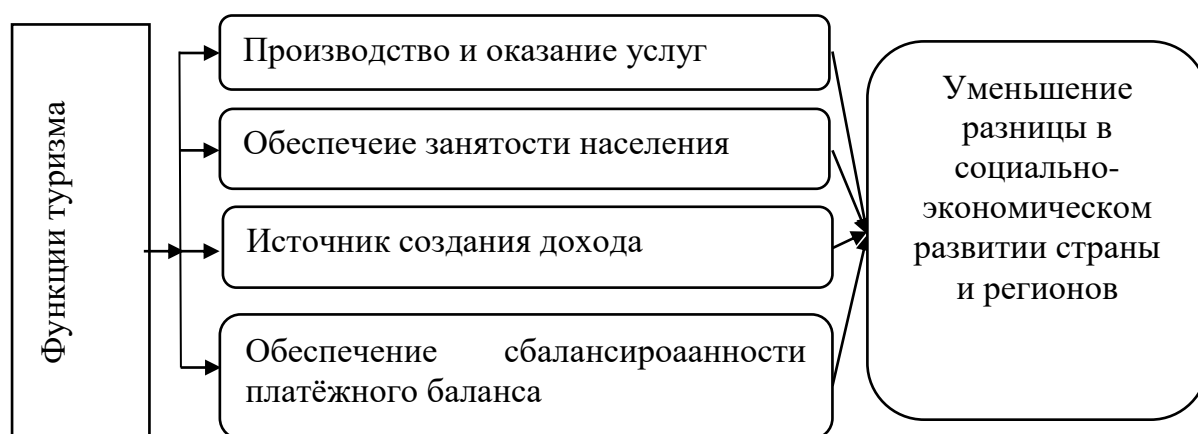 Функции туризма
Производство и оказание услуг
Обеспечеие занятости населения
Источник создания дохода
Обеспечение сбалансироаанности
платёжного баланса
Уменьшение
разницы в
социально-
экономическом
развитии страны
и регионов